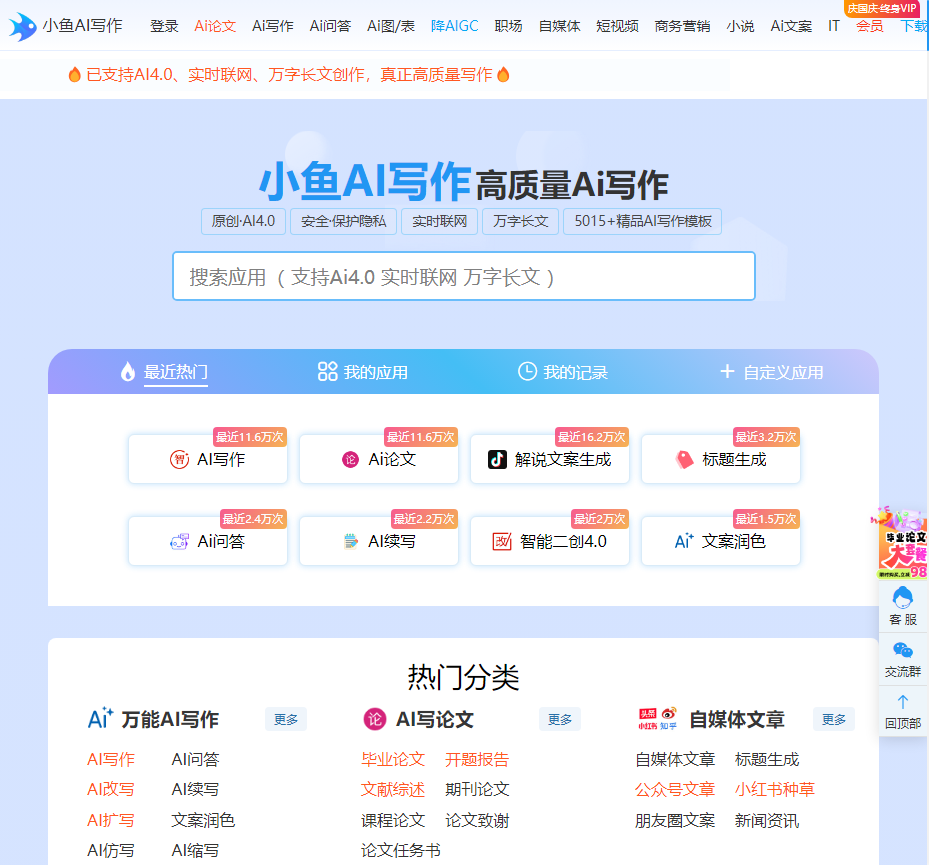 小鱼AI写作 登录 Ai论文 Ai写作 Ai问答 Ai图/表 降AIGC 职场 自媒体 短视频 商务营销 小说 Ai文案 IT 会员 下载
庆国庆·终身VIP
已支持AI4.0、实时联网、万字长文创作，真正高质量写作
小鱼AI写作 高质量Ai写作
原创·AI4.0 安全·保护隐私 实时联网 万字长文 5015+精品AI写作模板
搜索应用（支持Ai4.0 实时联网 万字长文 ）
最近热门 我的应用 我的记录 自定义应用
最近11.6万次 最近11.6万次 最近16.2万次 最近3.2万次
AI写作 Ai论文 解说文案生成 标题生成
最近2.4万次 最近2.2万次 最近2万次 最近1.5万次
Ai问答 AI续写 智能二创4.0 文案润色
毕业论文
大套餐
98
客 服
交流群
回顶部
热门分类
万能AI写作 更多 AI写论文 更多 自媒体文章 更多
AI写作 AI问答 毕业论文 开题报告 自媒体文章 标题生成
AI改写 AI续写 文献综述 期刊论文 公众号文章 小红书种草
AI扩写 文案润色 课程论文 论文致谢 朋友圈文案 新闻资讯
AI仿写 AI缩写 论文任务书